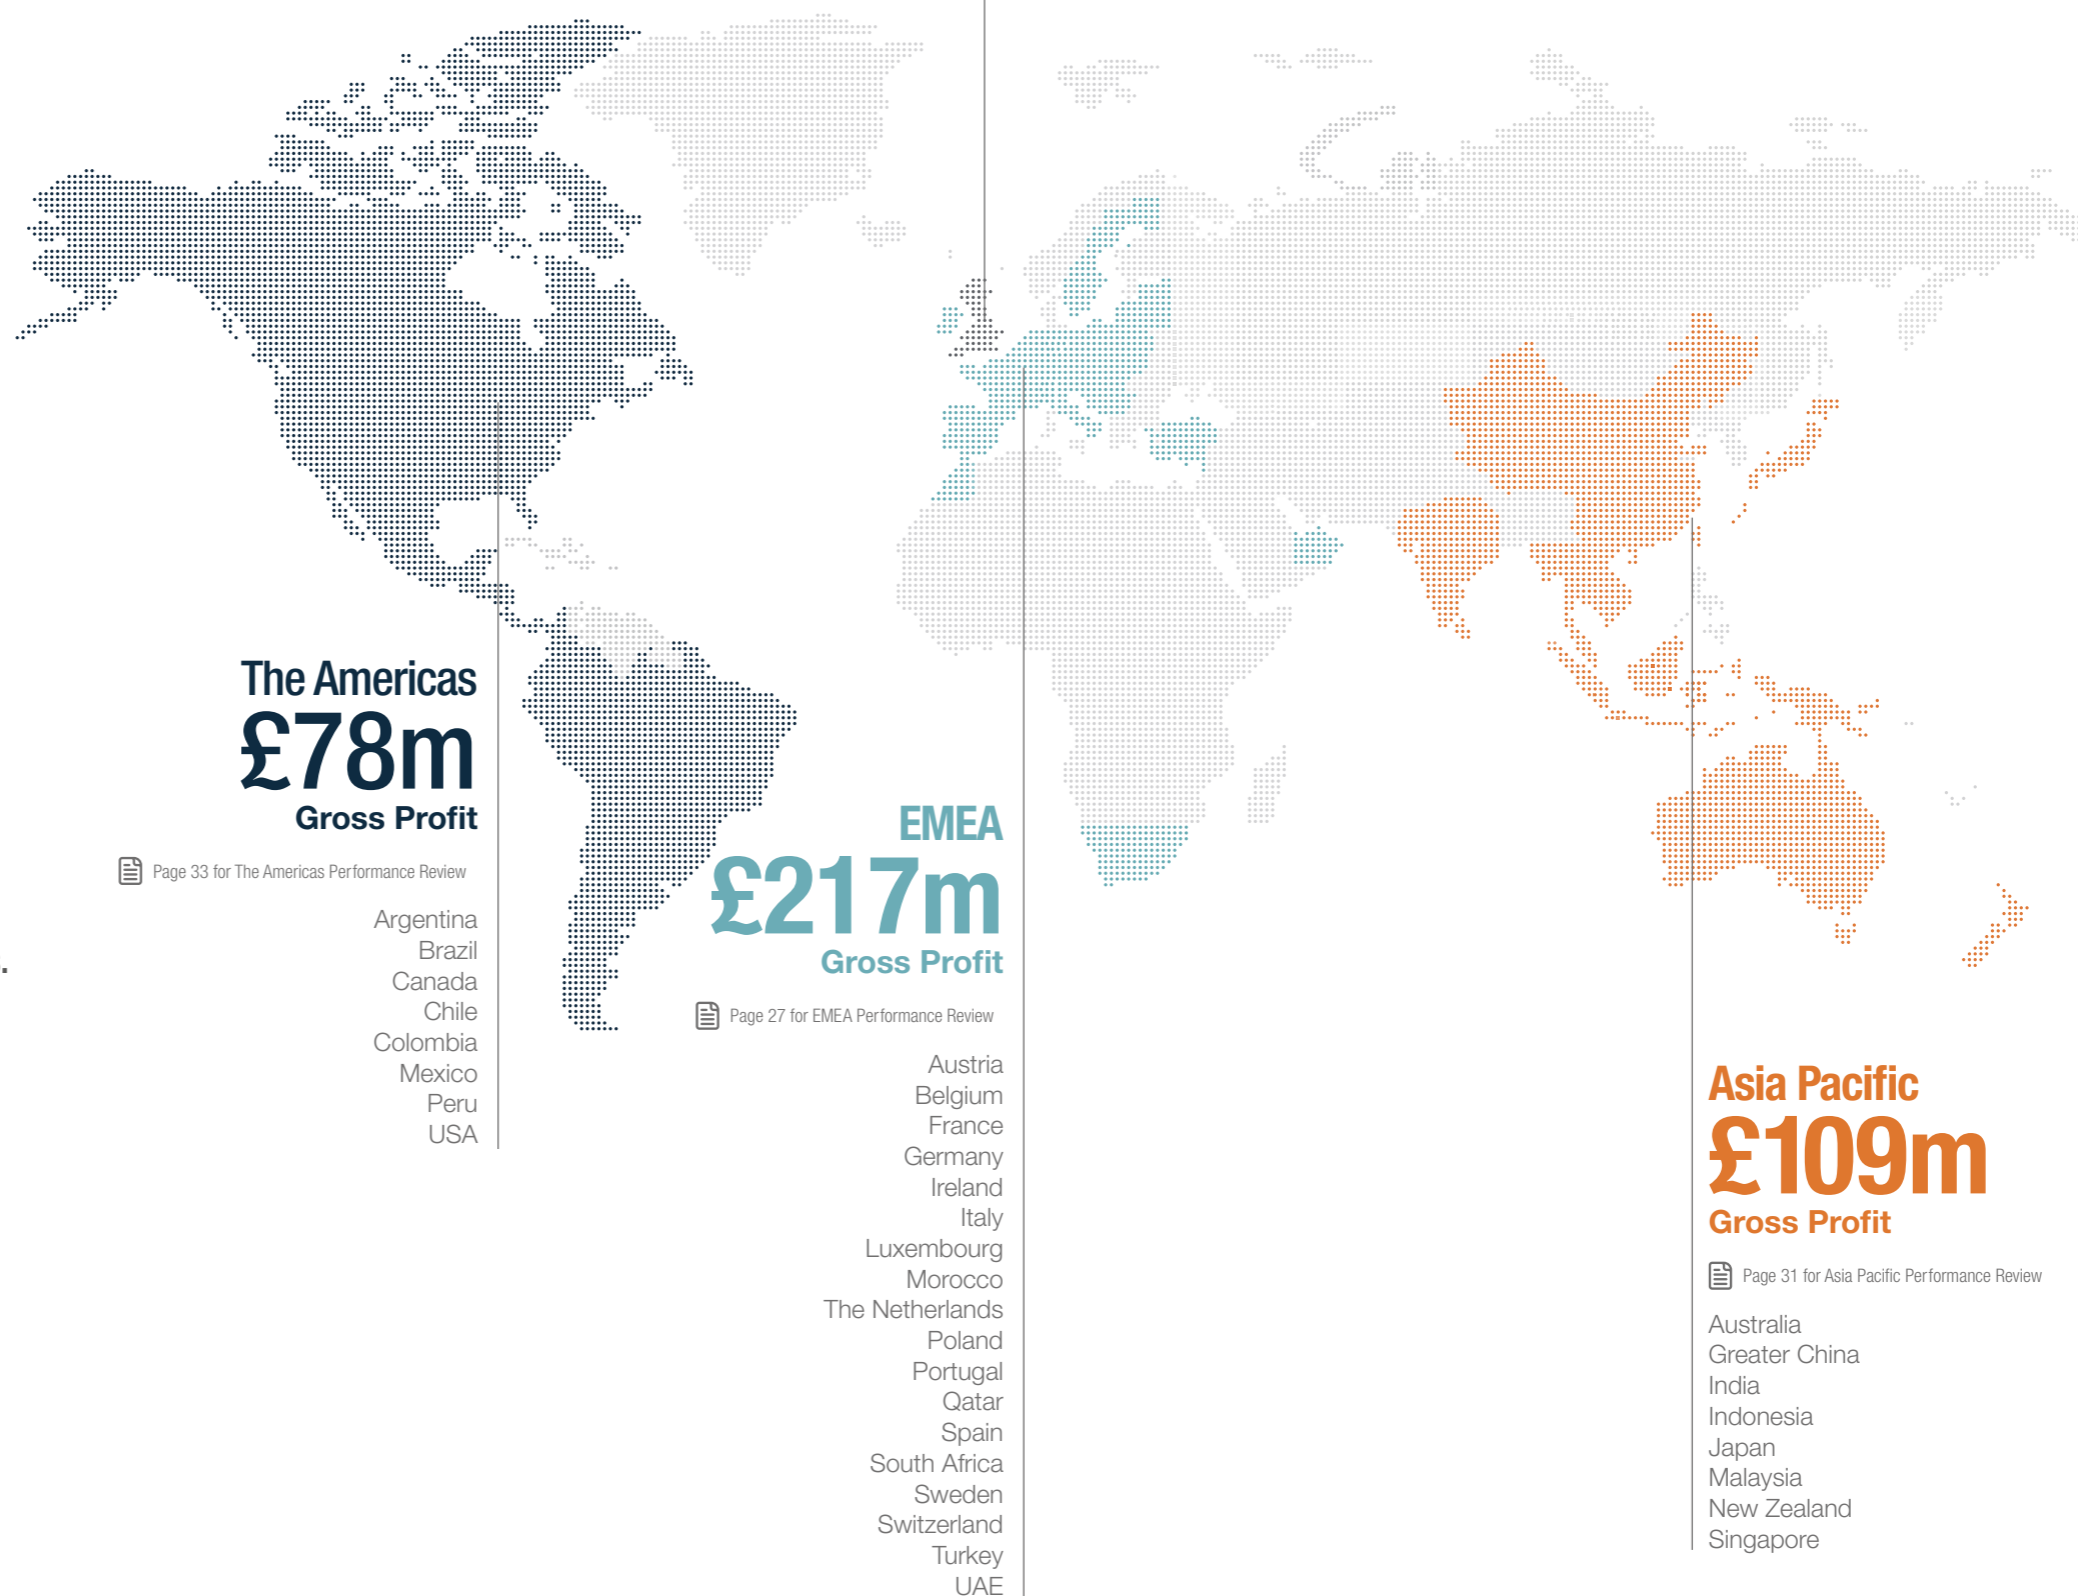 The Americas
£78m
Gross Profit
Page 33 for The Americas Performance Review
Argentina
Brazil
Canada
Chile
Colombia
Mexico
Peru
USA
EMEA
£217m
Gross Profit
Page 27 for EMEA Performance Review
Austria
Belgium
France
Germany
Ireland
Italy
Luxembourg
Morocco
The Netherlands
Poland
Portugal
Qatar
Spain
South Africa
Sweden
Switzerland
Turkey
UAE
Asia Pacific
£109m
Gross Profit
Page 31 for Asia Pacific Performance Review
Australia
Greater China
India
Indonesia
Japan
Malaysia
New Zealand
Singapore